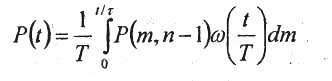 P(t) = \frac{1}{T} \int_{0}^{t/\tau} P(m, n-1) \omega \left( \frac{t}{T} \right) dm